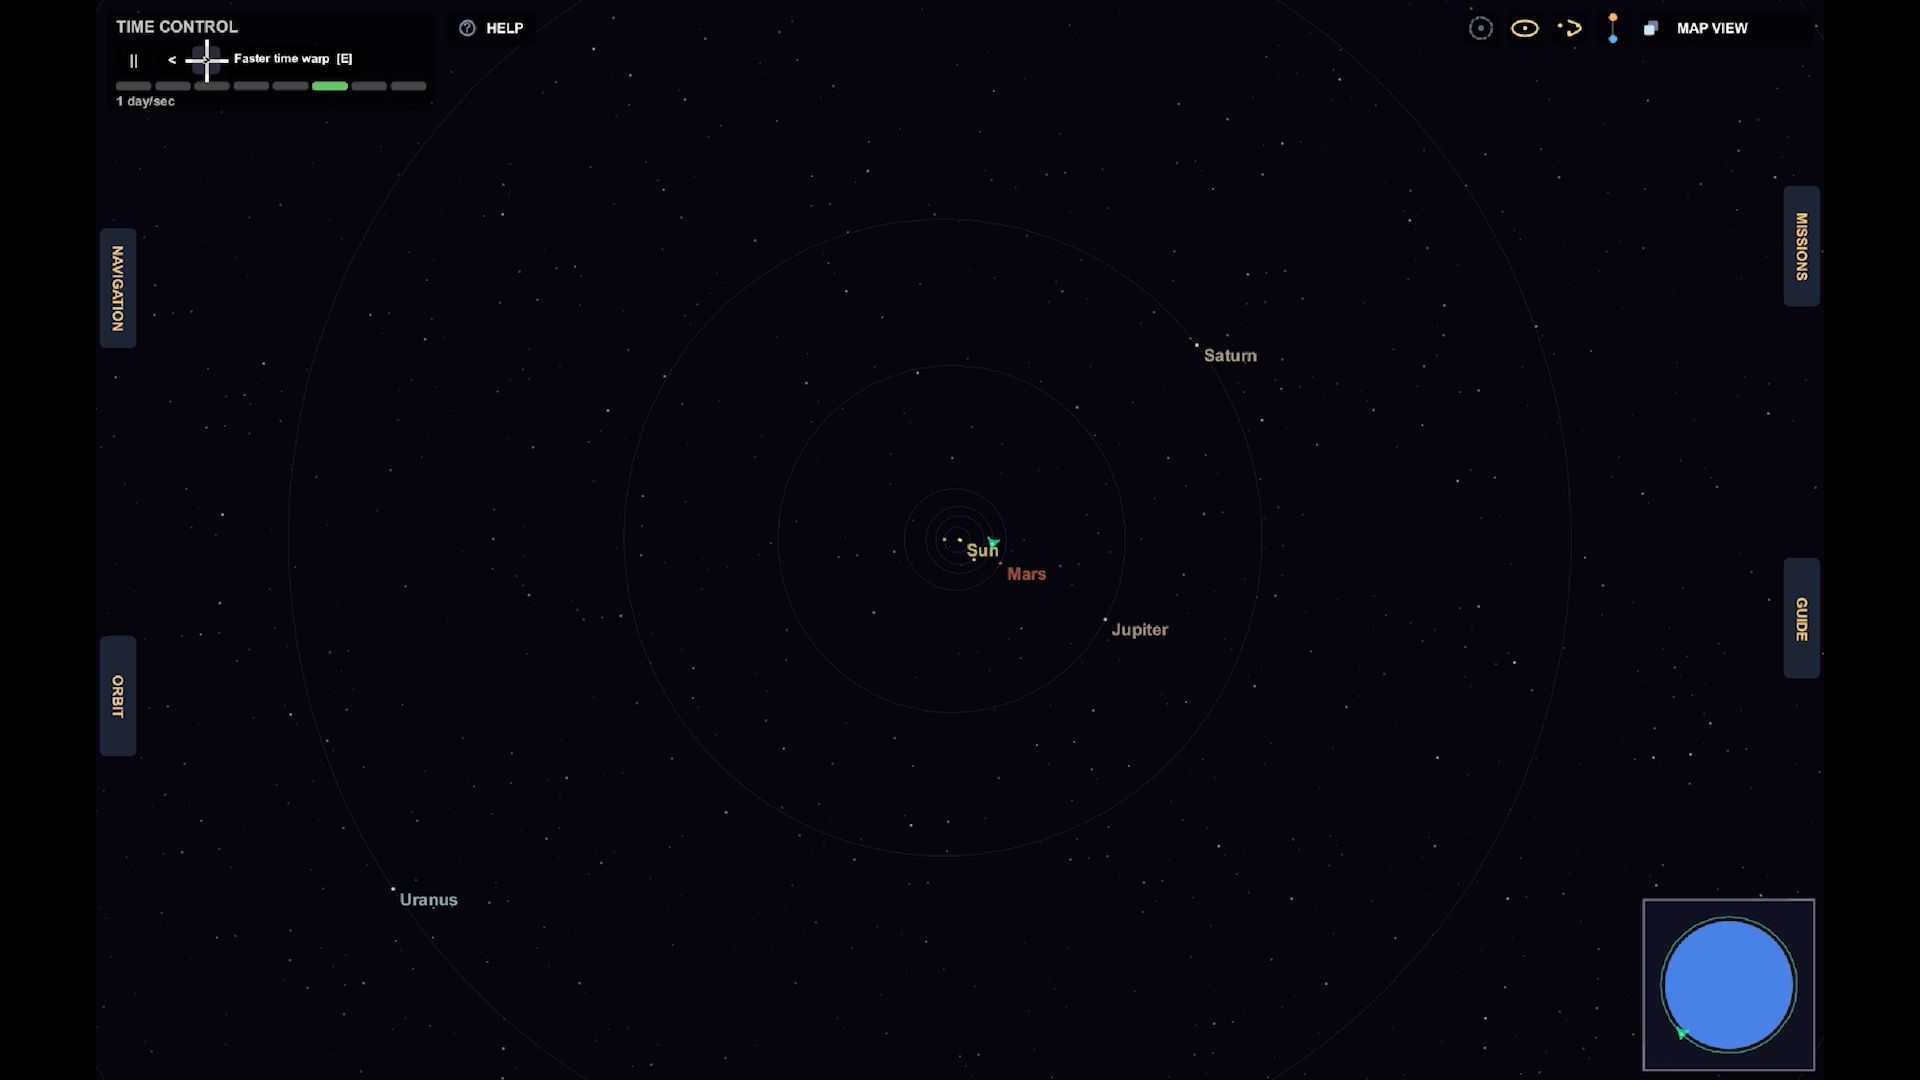 TIME CONTROL
HELP
MAP VIEW
<
Faster time warp [E]
1 day/sec
NAVIGATION
MISSIONS
Saturn
Sun
Mars
Jupiter
GUIDE
ORBIT
Uranus